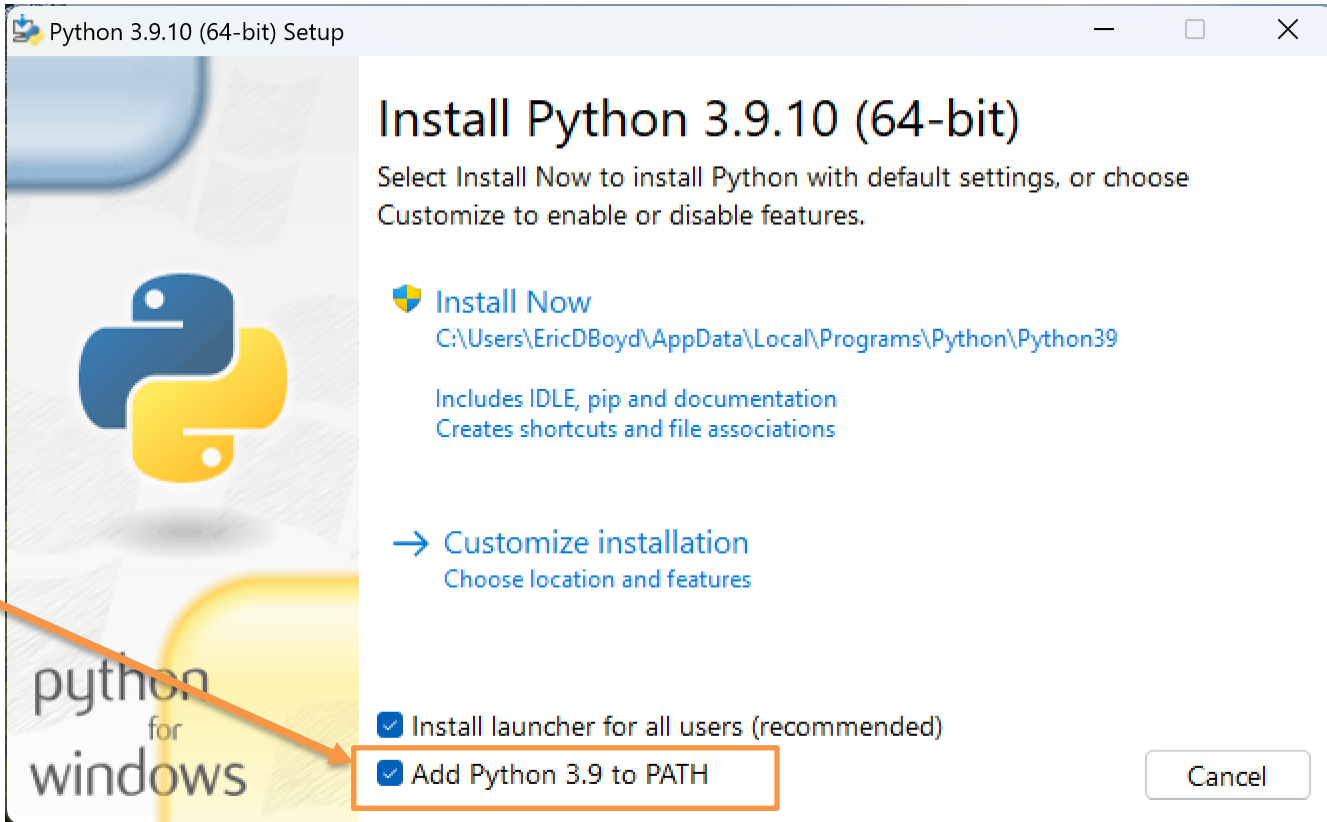 Python 3.9.10 (64-bit) Setup
Install Python 3.9.10 (64-bit)
Select Install Now to install Python with default settings, or choose
Customize to enable or disable features.
Install Now
C:\Users\EricDBoyd\AppData\Local\Programs\Python\Python39
Includes IDLE, pip and documentation
Creates shortcuts and file associations
Customize installation
Choose location and features
python
for
windows
Install launcher for all users (recommended)
Add Python 3.9 to PATH
Cancel